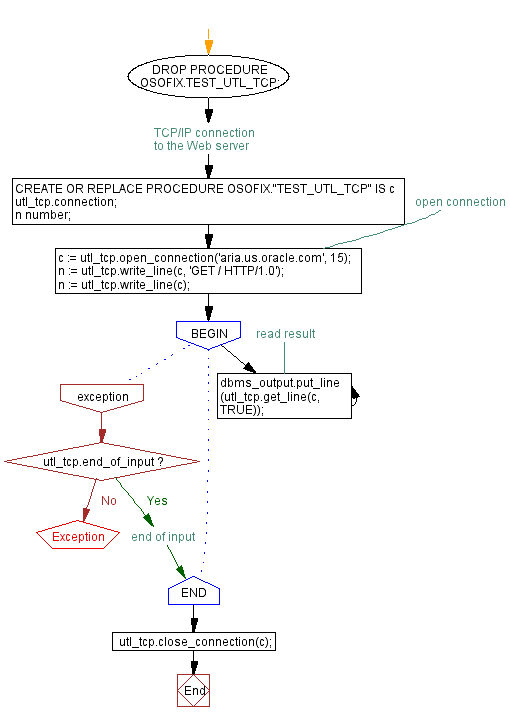 DROP PROCEDURE
OSOFIX.TEST_UTL_TCP;
TCP/IP connection
to the Web server
CREATE OR REPLACE PROCEDURE OSOFIX."TEST_UTL_TCP" IS c
utl_tcp.connection;
n number;
open connection
c := utl_tcp.open_connection('aria.us.oracle.com', 15);
n := utl_tcp.write_line(c, 'GET / HTTP/1.0');
n := utl_tcp.write_line(c);
BEGIN
read result
dbms_output.put_line
(utl_tcp.get_line(c,
TRUE));
exception
utl_tcp.end_of_input ?
No
Yes
Exception
end of input
END
utl_tcp.close_connection(c);
End